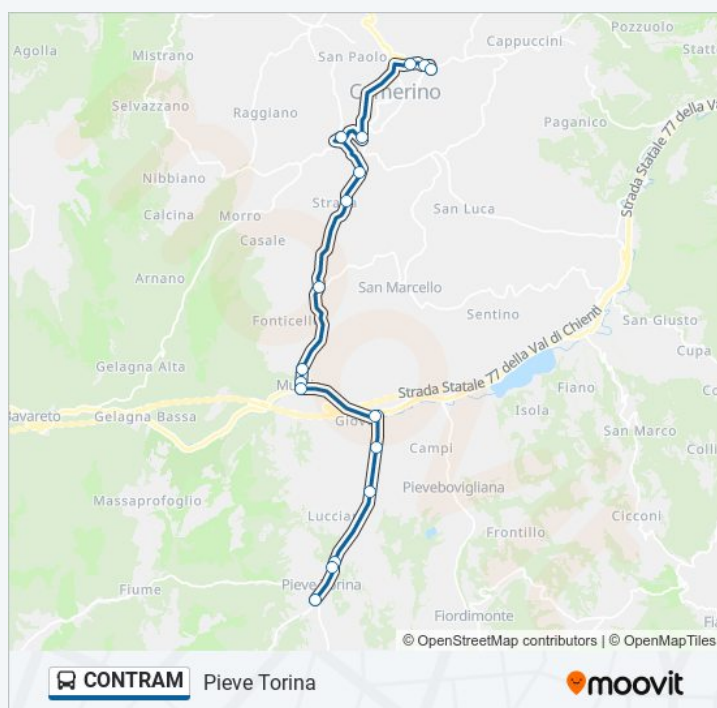 Agolla
Mistrano
San Paolo
Cappuccini
Pozzuolo
Selvazzano
Raggiano
Paganico
Nibbiano
Calcina
Morro
San Luca
Casale
Strada Statale 77 della Va
Arnano
San Marcello
Sentino
San Giusto
Fonticelle
Gelagna Alta
Strada Statale 77 della Val di Chienti
Cupa
Fiano
Isola
Bavareto
Gelagna Bassa
Campi
San Marco
Massaprofoglio
Pievebovigliana
Cicconi
Frontillo
Fiume
Fiordimonte
© OpenStreetMap contributors | © OpenMapTiles
CONTRAM
Pieve Torina
moovit